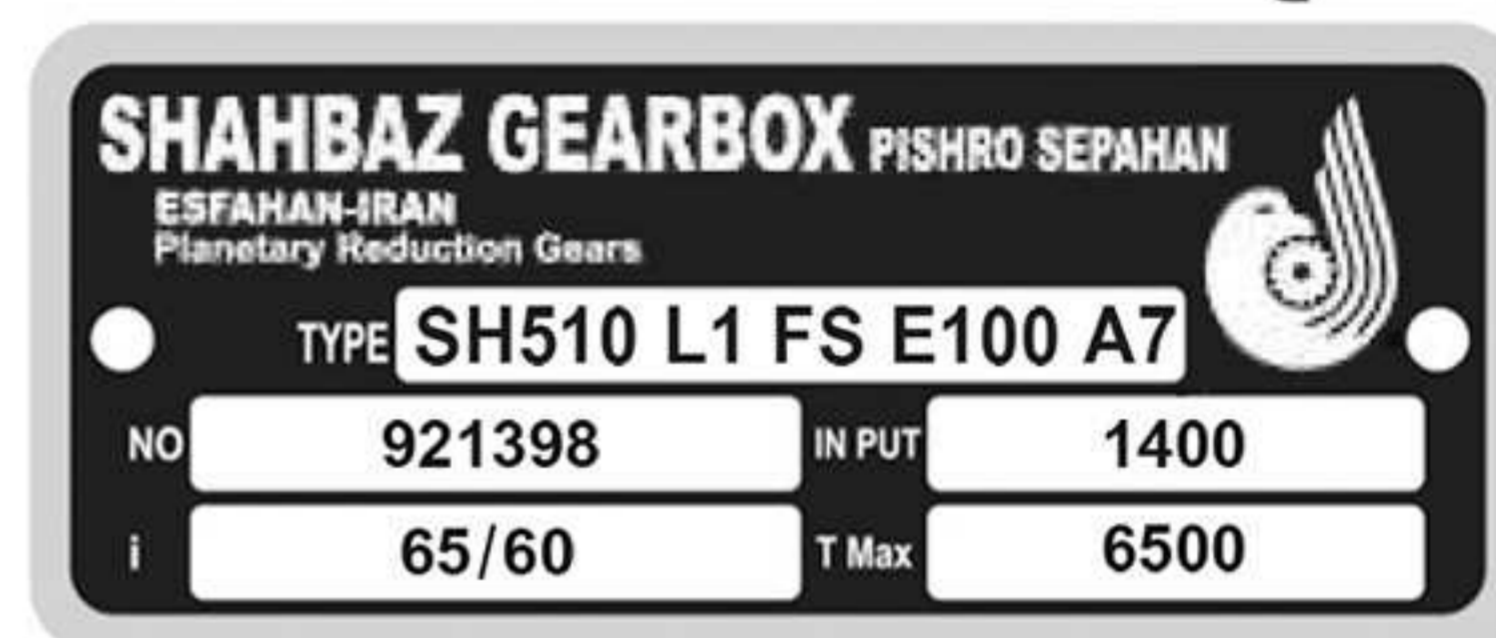 SHAHBAZ GEARBOX PISHRO SEPAHAN
ESFAHAN-IRAN
Planetary Reduction Gears
TYPE SH510 L1 FS E100 A7
NO 921398 IN PUT 1400
i 65/60 T Max 6500